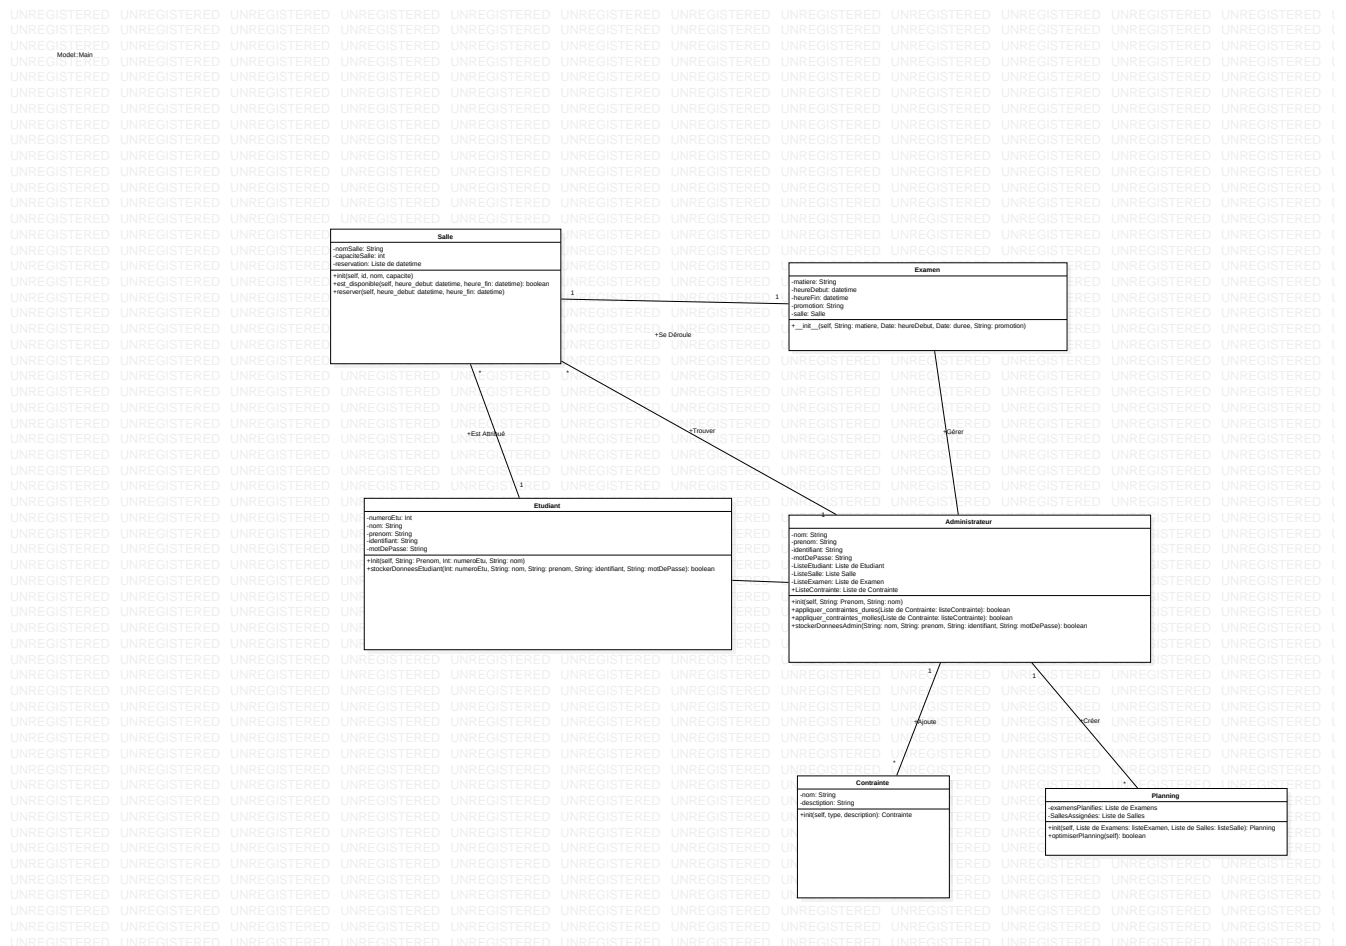 UNREGISTERED
Model::Main
Salle
-nomSalle: String
-capaciteSalle: int
-reservation: Liste de datetime
+init(self, id, nom, capacite)
+est_disponible(self, heure_debut: datetime, heure_fin: datetime): boolean
+reserver(self, heure_debut: datetime, heure_fin: datetime)
Examen
-matiere: String
-heureDebut: datetime
-heureFin: datetime
-promotion: String
-salle: Salle
+__init__(self, String: matiere, Date: heureDebut, Date: duree, String: promotion)
1
1
+Se Déroule
*
*
+Est Attribué
+Trouver
+Gérer
1
1
Etudiant
-numeroEtu: Int
-nom: String
-prenom: String
-identifiant: String
-motDePasse: String
+Init(self, String: Prenom, Int: numeroEtu, String: nom)
+stockerDonneesEtudiant(Int: numeroEtu, String: nom, String: prenom, String: identifiant, String: motDePasse): boolean
Administrateur
-nom: String
-prenom: String
-identifiant: String
-motDePasse: String
-ListeEtudiant: Liste de Etudiant
-ListeSalle: Liste Salle
-ListeExamen: Liste de Examen
+ListeContrainte: Liste de Contrainte
+init(self, String: Prenom, String: nom)
+appliquer_contraintes_dures(Liste de Contrainte: listeContrainte): boolean
+appliquer_contraintes_molles(Liste de Contrainte: listeContrainte): boolean
+stockerDonneesAdmin(String: nom, String: prenom, String: identifiant, String: motDePasse): boolean
1
1
+Ajoute
+Créer
*
*
Contrainte
-nom: String
-desctiption: String
+init(self, type, description): Contrainte
Planning
-examensPlanifies: Liste de Examens
-SallesAssignées: Liste de Salles
+init(self, Liste de Examens: listeExamen, Liste de Salles: listeSalle): Planning
+optimiserPlanning(self): boolean